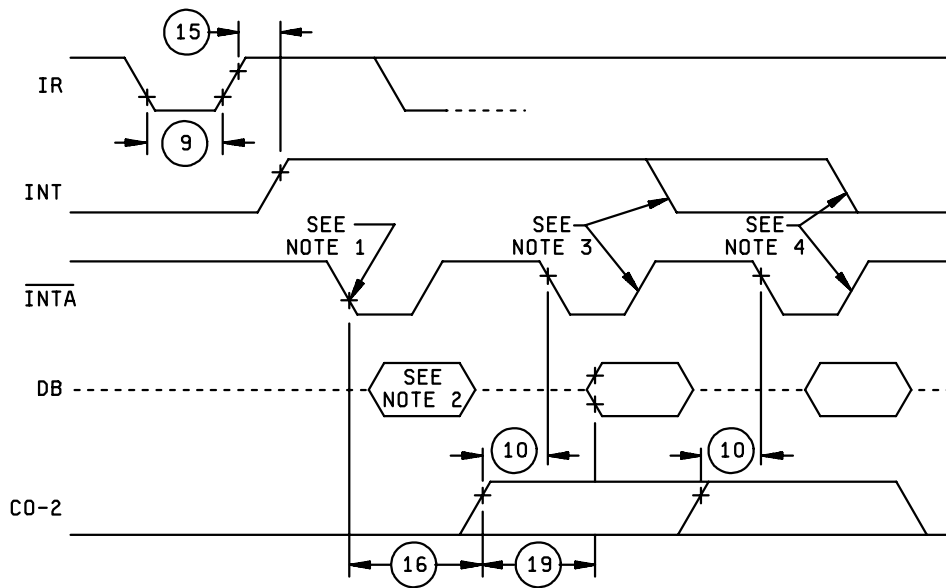 15
IR
9
INT
SEE
NOTE 1
SEE
NOTE 3
SEE
NOTE 4
INTA
DB
SEE
NOTE 2
10
10
CO-2
16
19